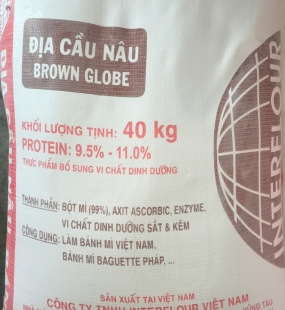 ĐỊA CẦU NÂU
BROWN GLOBE
KHỐI LƯỢNG TỊNH: 40 kg
PROTEIN: 9.5% - 11.0%
THỰC PHẨM BỔ SUNG VI CHẤT DINH DƯỠNG
INTERFLOUR
THÀNH PHẦN: BỘT MÌ (99%), AXIT ASCORBIC, ENZYME,
VI CHẤT DINH DƯỠNG SẮT & KẼM
CÔNG DỤNG: LÀM BÁNH MÌ VIỆT NAM,
BÁNH MÌ BAGUETTE PHÁP, ...
SẢN XUẤT TẠI VIỆT NAM
CÔNG TY TNHH INTERFLOUR VIỆT NAM